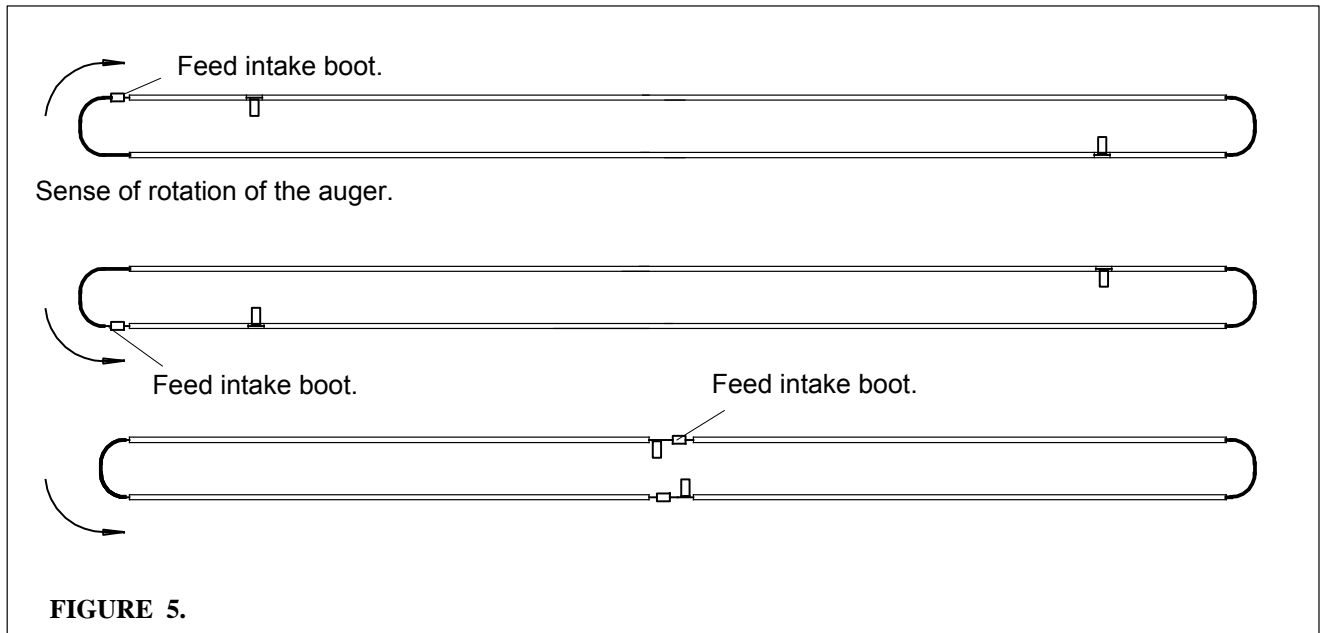 Feed intake boot.
Sense of rotation of the auger.
Feed intake boot.
Feed intake boot.
FIGURE 5.